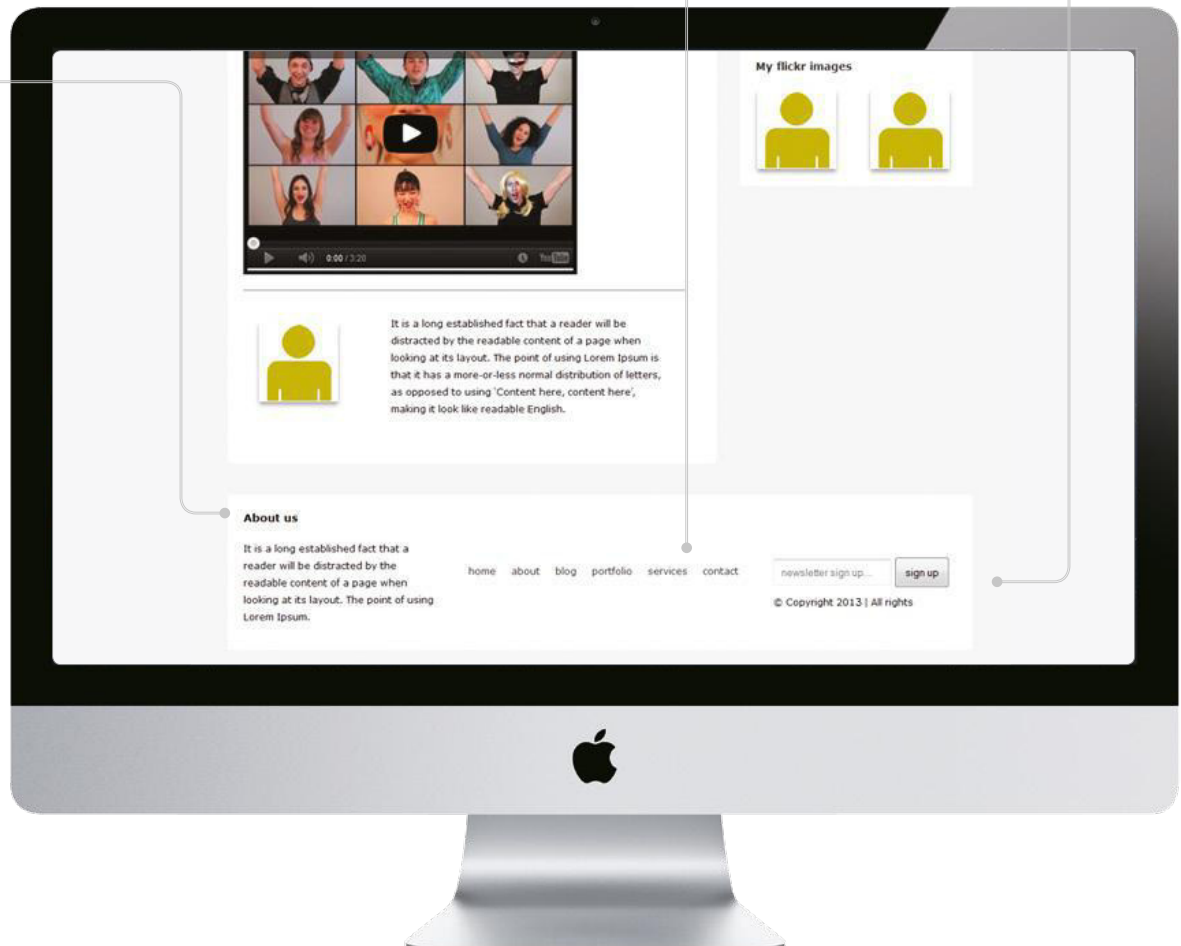 My flickr images
0:00 / 3:20
YouTube
It is a long established fact that a reader will be
distracted by the readable content of a page when
looking at its layout. The point of using Lorem Ipsum is
that it has a more-or-less normal distribution of letters,
as opposed to using 'Content here, content here',
making it look like readable English.
About us
It is a long established fact that a
reader will be distracted by the
readable content of a page when
looking at its layout. The point of using
Lorem Ipsum.
home about blog portfolio services contact
newsletter sign up... sign up
© Copyright 2013 | All rights